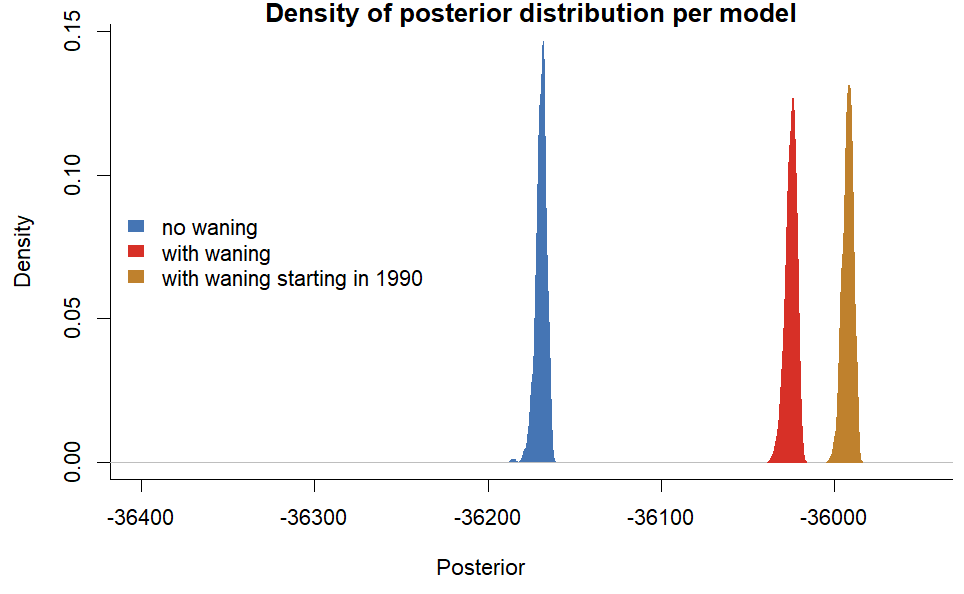 Density of posterior distribution per model
0.15
0.10
0.05
0.00
Density
no waning
with waning
with waning starting in 1990
-36400
-36300
-36200
-36100
-36000
Posterior